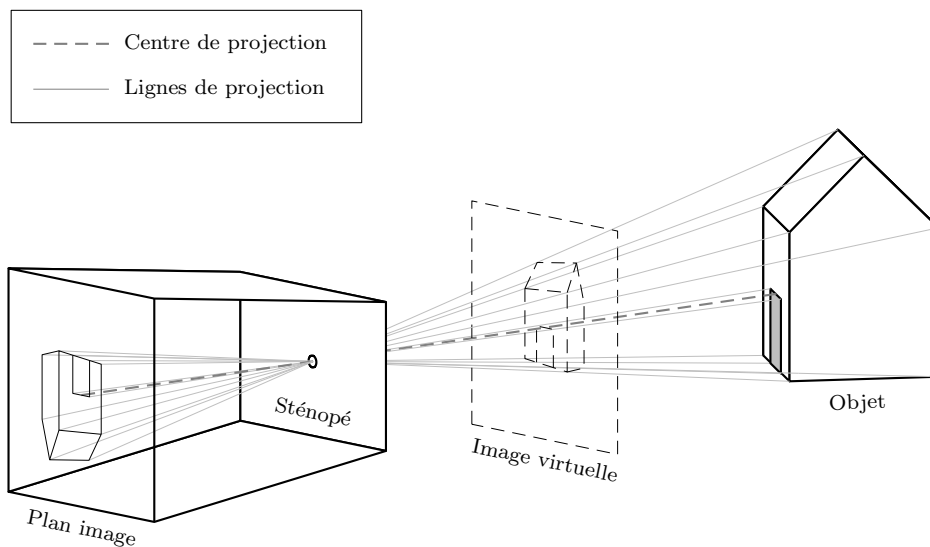 Centre de projection
Lignes de projection
Sténopé
Objet
Image virtuelle
Plan image